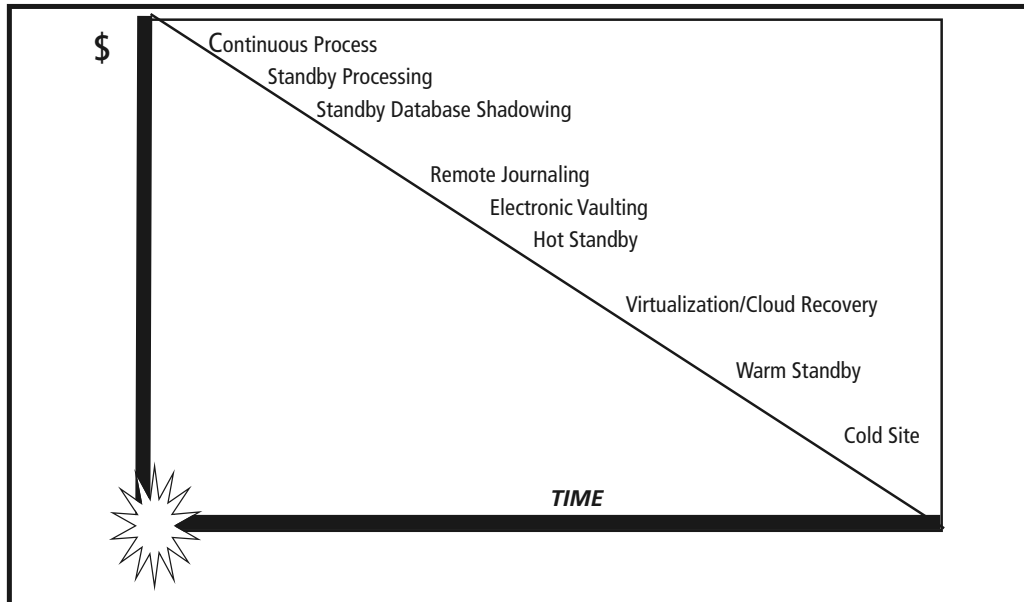 $
Continuous Process
Standby Processing
Standby Database Shadowing
Remote Journaling
Electronic Vaulting
Hot Standby
Virtualization/Cloud Recovery
Warm Standby
Cold Site
TIME